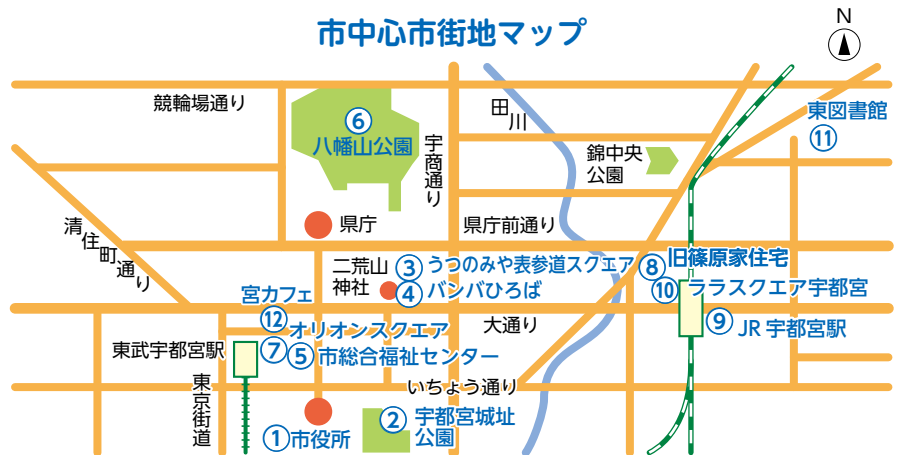 市中心市街地マップ
N
競輪場通り
⑥
八幡山公園
宇商通り
田川
錦中央
公園
東図書館
⑪
清住町通り
県庁
県庁前通り
二荒山
神社
③うつのみや表参道スクエア
④バンバひろば
⑧旧篠原家住宅
⑩ララスクエア宇都宮
宮カフェ
⑫
オリオンスクエア
大通り
⑨JR宇都宮駅
東武宇都宮駅
⑦⑤市総合福祉センター
東京街道
いちょう通り
①市役所
②宇都宮城址
公園